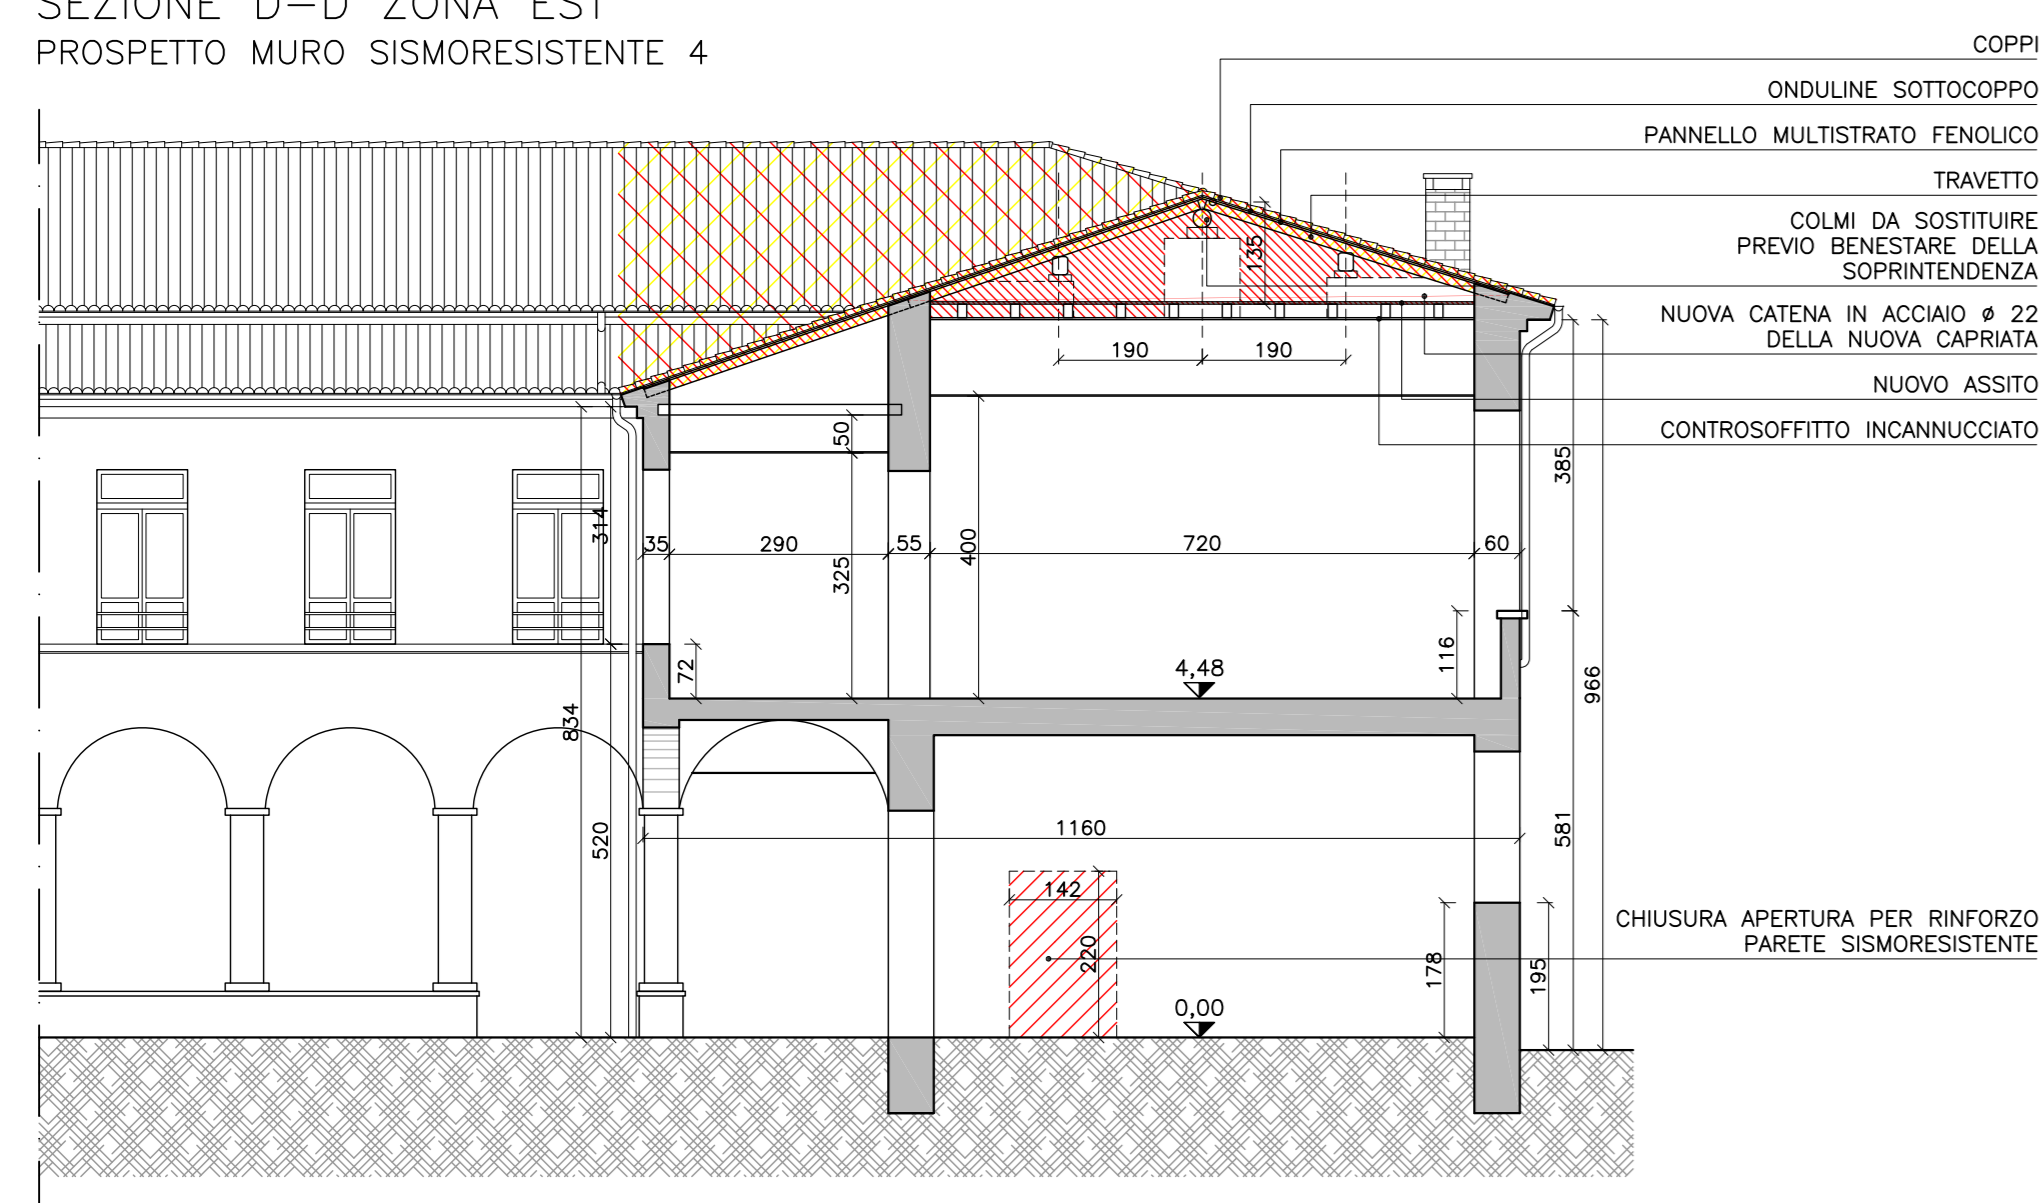 SEZIONE D-D ZONA EST
PROSPETTO MURO SISMORESISTENTE 4
COPPI
ONDULINE SOTTOCOPPO
PANNELLO MULTISTRATO FENOLICO
TRAVETTO
COLMI DA SOSTITUIRE
PREVIO BENESTARE DELLA
SOPRINTENDENZA
NUOVA CATENA IN ACCIAIO ø 22
DELLA NUOVA CAPRIATA
NUOVO ASSITO
CONTROSOFFITTO INCANNUCCIATO
135
190
190
50
385
314
35
290
55
400
720
60
325
72
4,48
116
966
834
520
1160
581
142
220
178
195
0,00
CHIUSURA APERTURA PER RINFORZO
PARETE SISMORESISTENTE